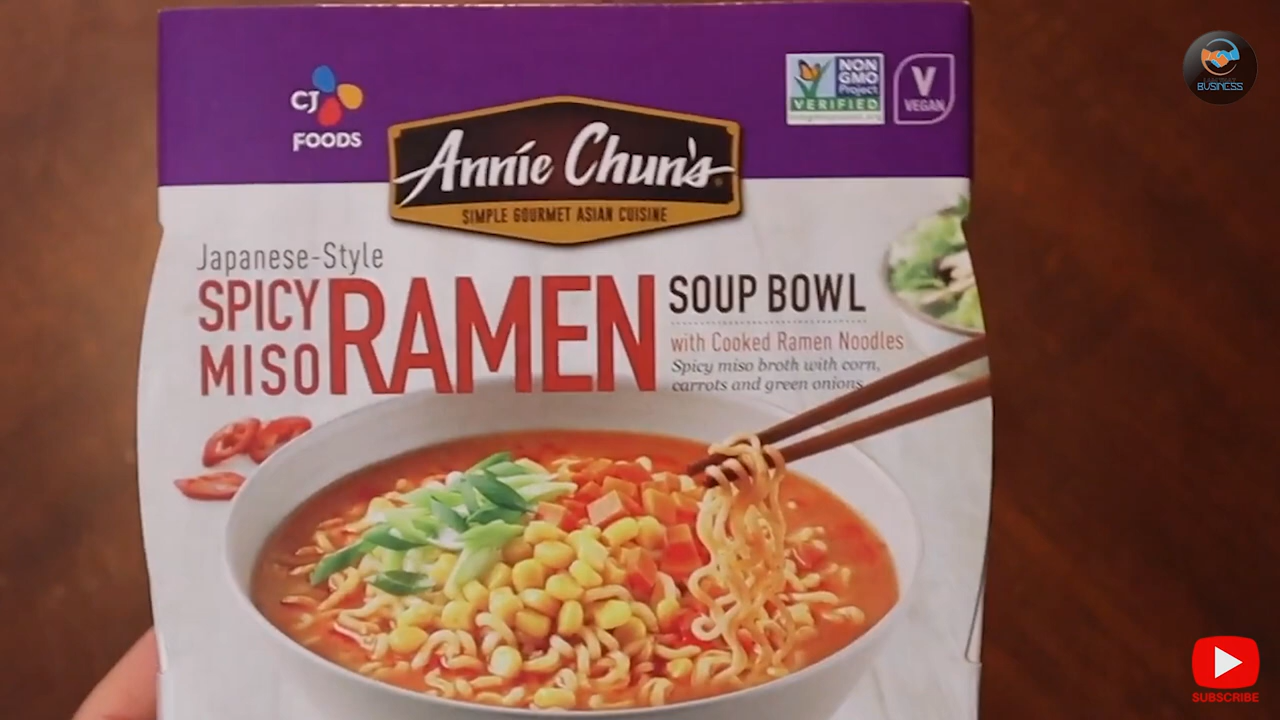 CJ
FOODS
Annie Chun's
SIMPLE GOURMET ASIAN CUISINE
NON
GMO
Project
VERIFIED
V
VEGAN
BUSINESS
Japanese-Style
SPICY
MISO
RAMEN
SOUP BOWL
with Cooked Ramen Noodles
Spicy miso broth with corn,
carrots and green onions
SUBSCRIBE